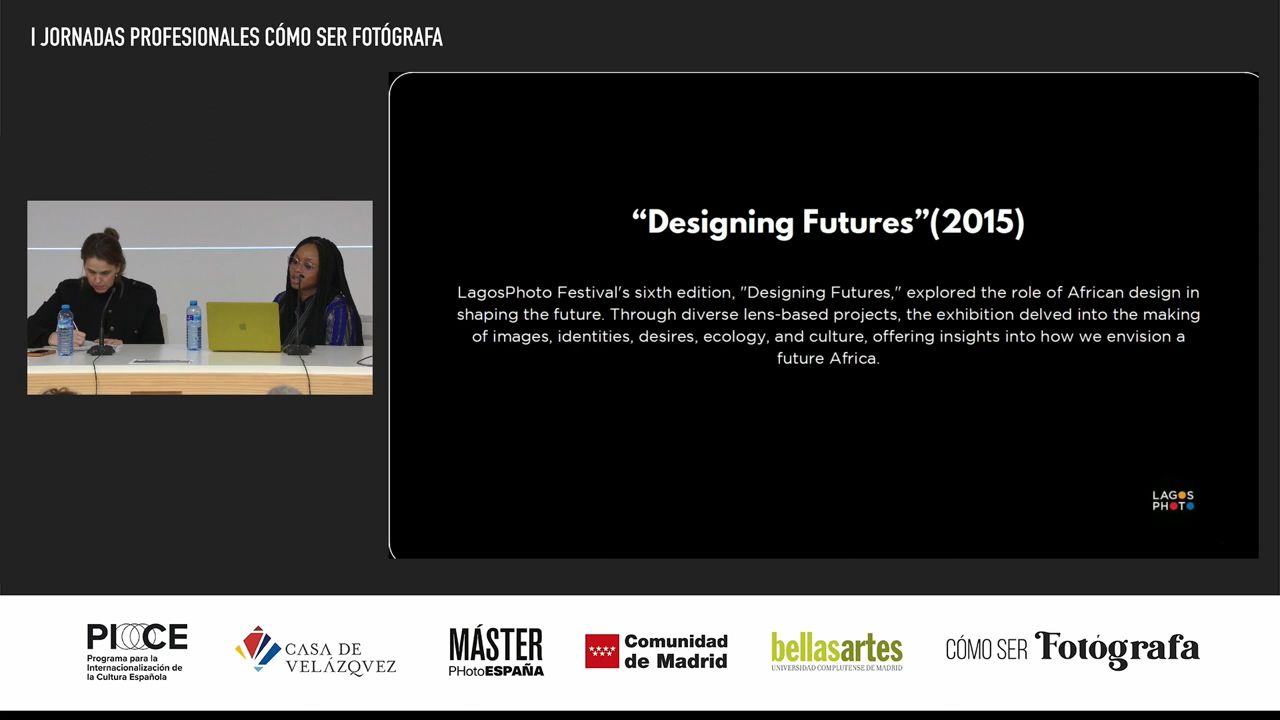 I JORNADAS PROFESIONALES CÓMO SER FOTÓGRAFA
“Designing Futures”(2015)
LagosPhoto Festival's sixth edition, "Designing Futures," explored the role of African design in
shaping the future. Through diverse lens-based projects, the exhibition delved into the making
of images, identities, desires, ecology, and culture, offering insights into how we envision a
future Africa.
LAGOS
PHOTO
PICE
Programa para la
Internacionalización de
la Cultura Española
CASA DE
VELÁZQVEZ
MÁSTER
PHotoESPAÑA
Comunidad
de Madrid
bellasartes
UNIVERSIDAD COMPLUTENSE DE MADRID
CÓMO SER Fotógrafa